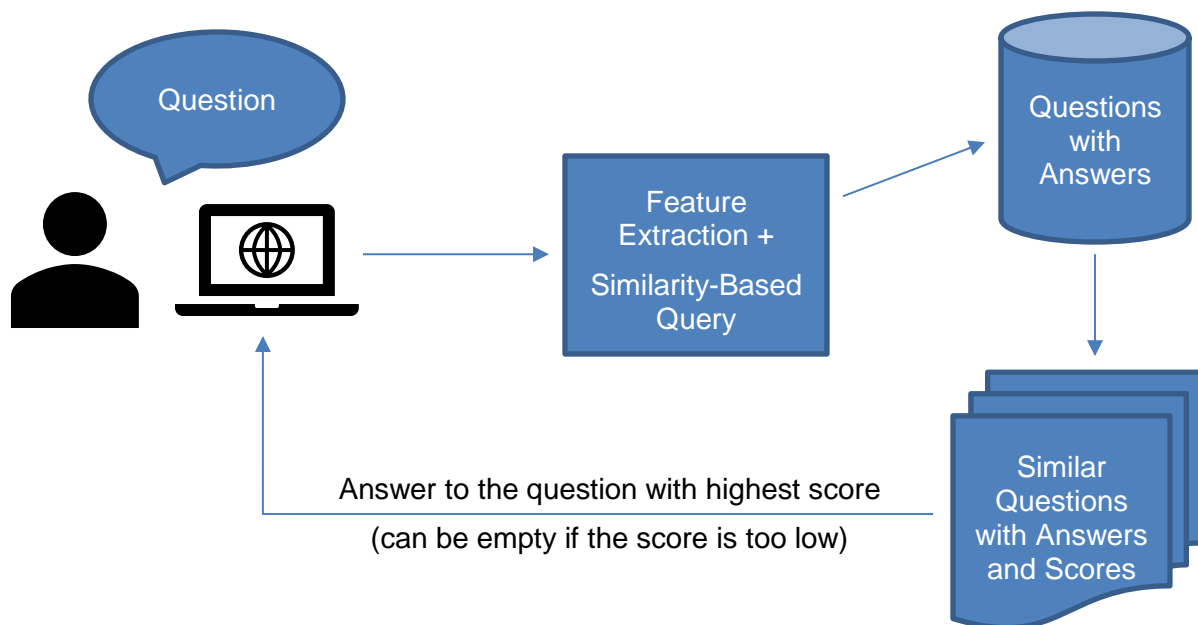 Question
Feature
Extraction +
Similarity-Based
Query
Questions
with
Answers
Similar
Questions
with Answers
and Scores
Answer to the question with highest score
(can be empty if the score is too low)